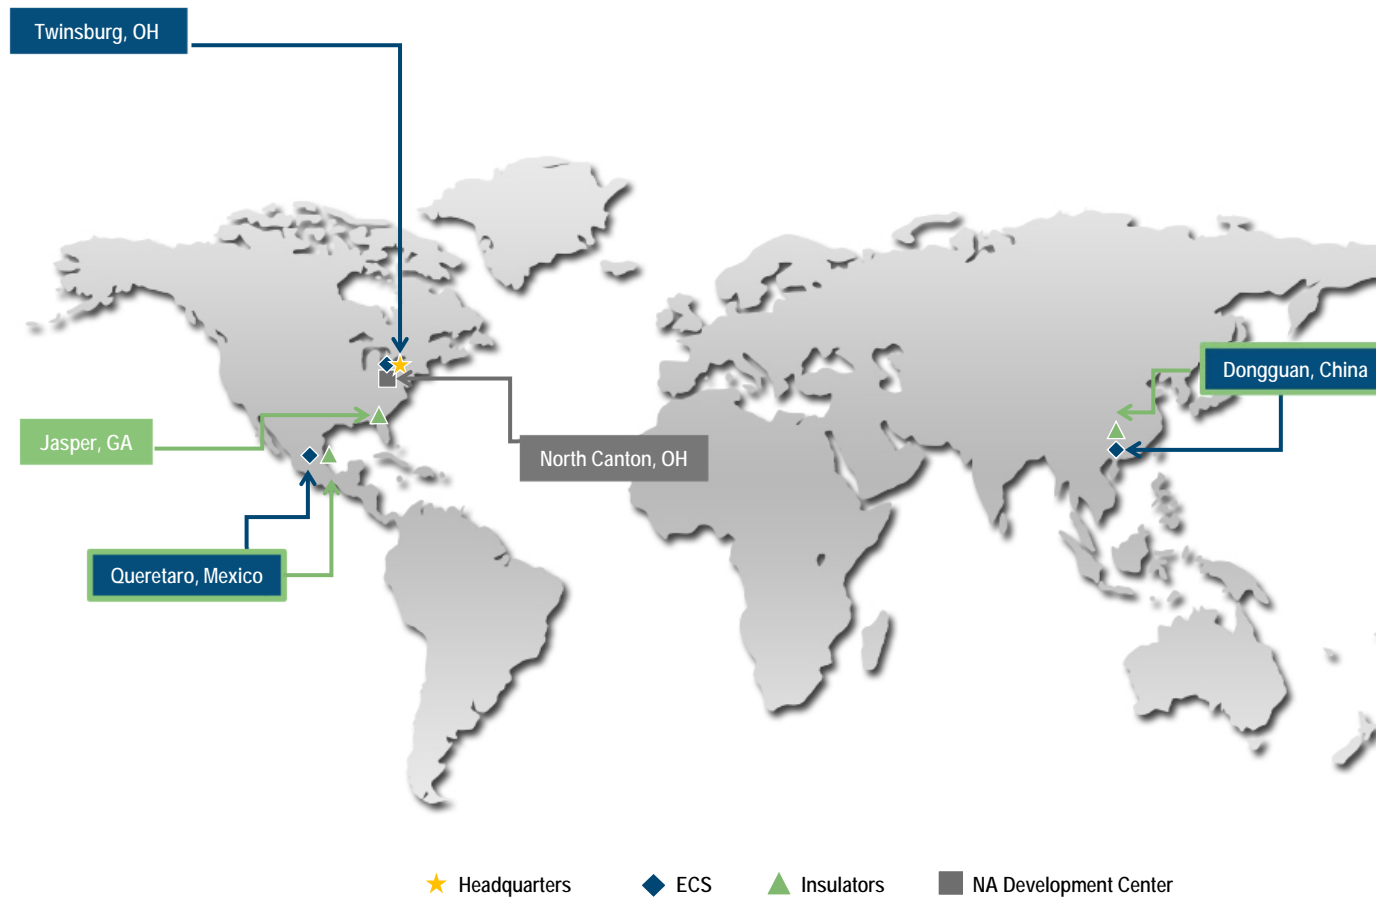 Twinsburg, OH
Dongguan, China
Jasper, GA
North Canton, OH
Queretaro, Mexico
Headquarters
ECS
Insulators
NA Development Center